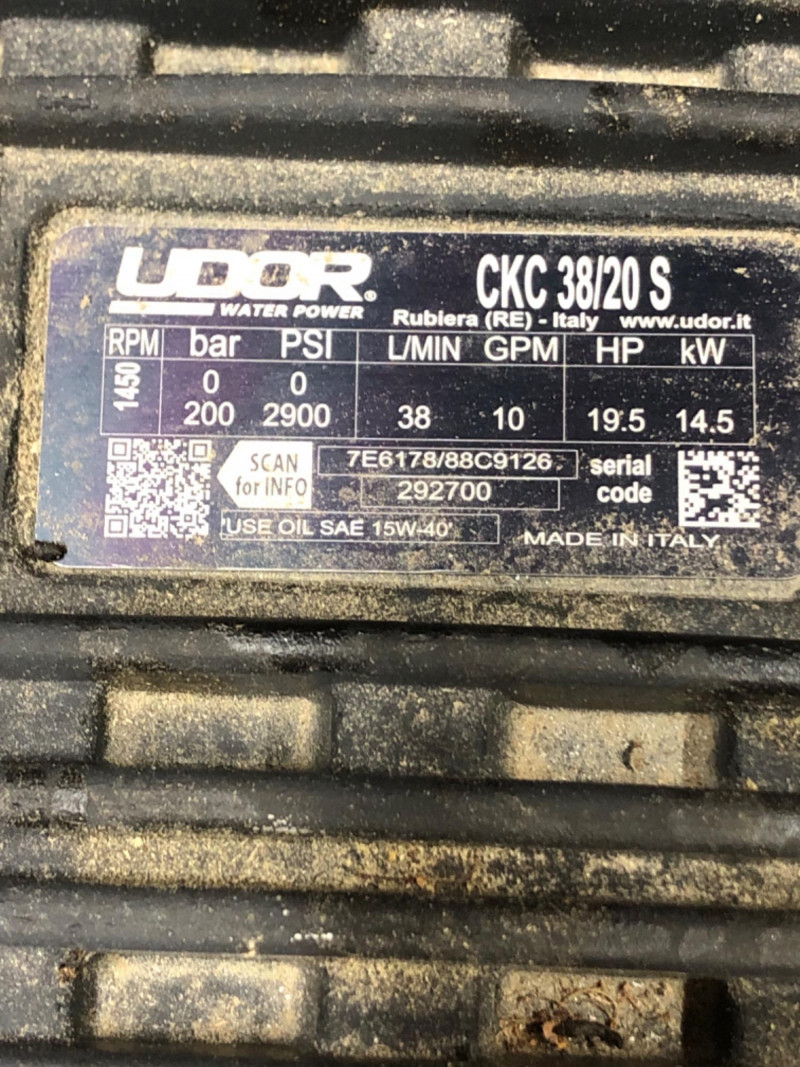 UDOR®
WATER POWER
CKC 38/20 S
Rubiera (RE) - Italy www.udor.it
RPM bar PSI L/MIN GPM HP kW
1450
0 0
200 2900 38 10 19.5 14.5
SCAN
for INFO
7E6178/88C9126 serial
292700 code
'USE OIL SAE 15W-40'
MADE IN ITALY